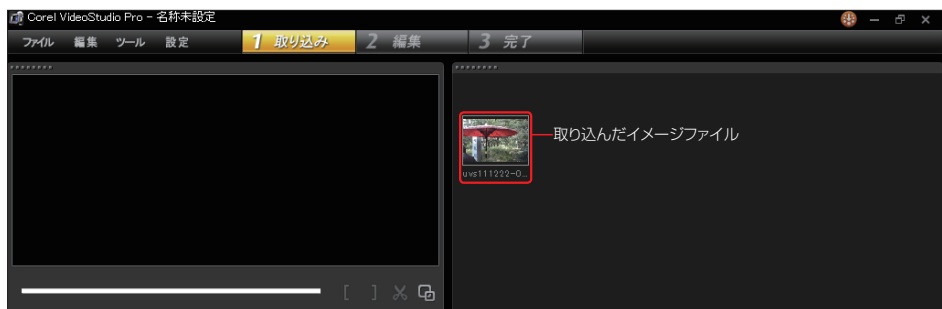 Corel VideoStudio Pro - 名称未設定
ファイル 編集 ツール 設定 1 取り込み 2 編集 3 完了
取り込んだイメージファイル
uvs111222-0...